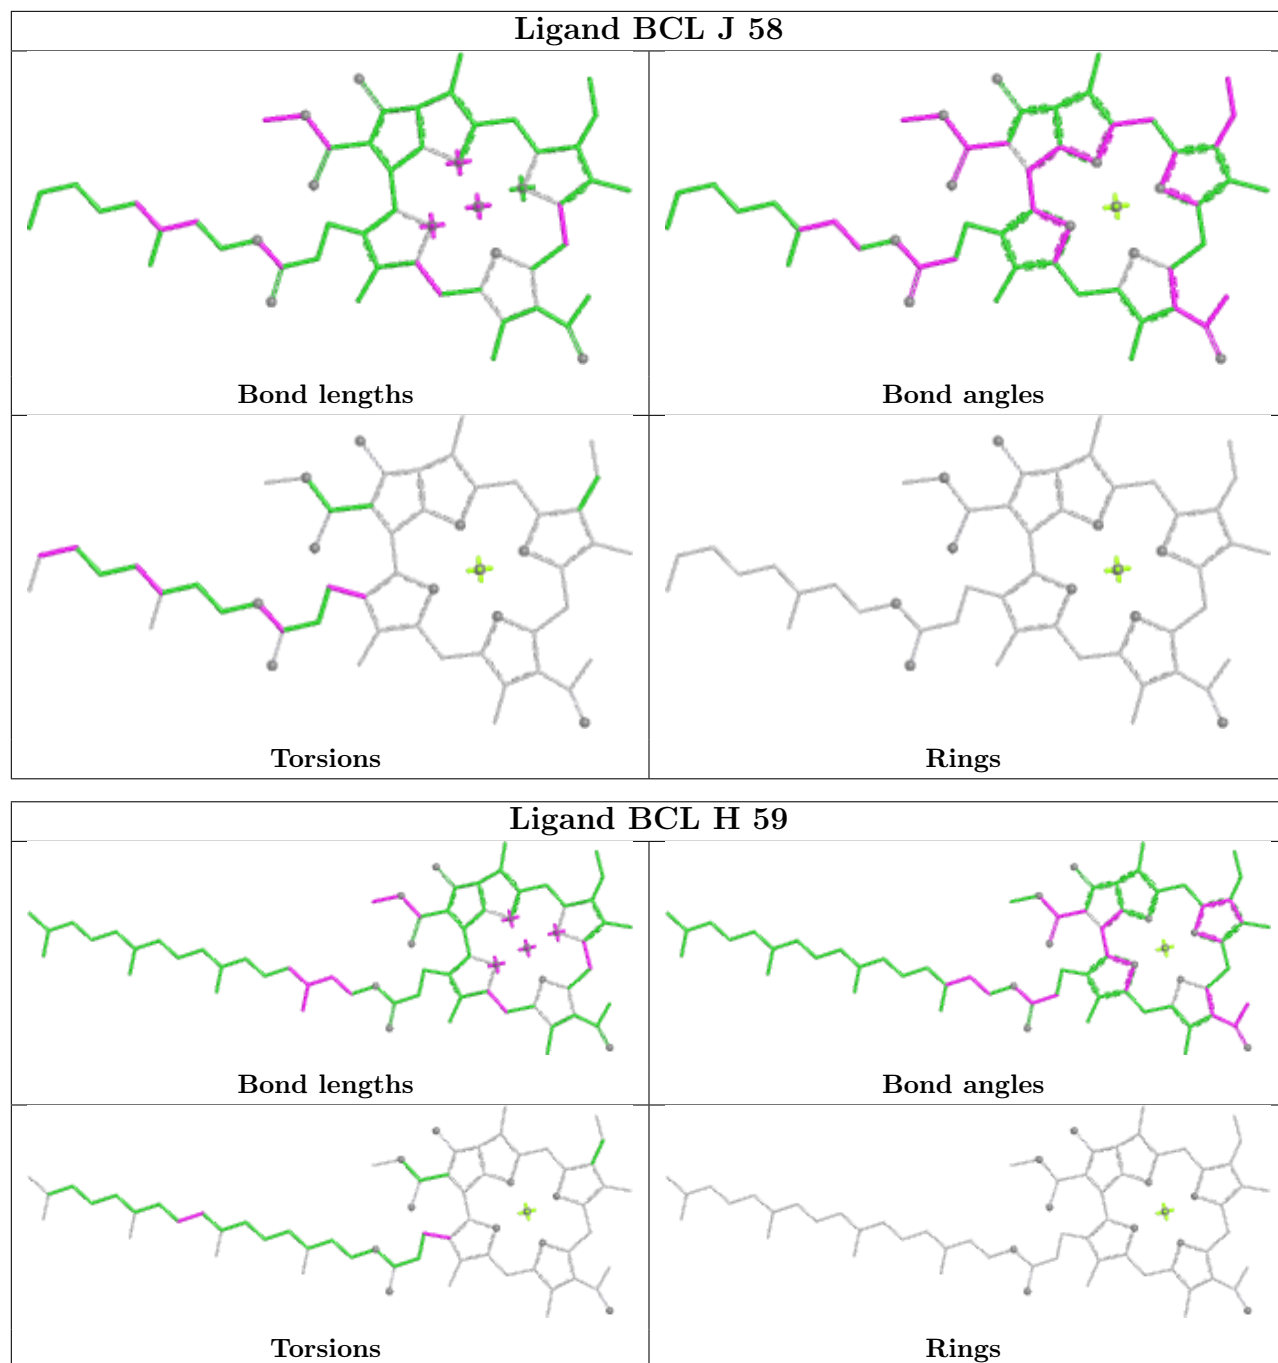 Ligand BCL J 58
Bond lengths
Bond angles
Torsions
Rings
Ligand BCL H 59
Bond lengths
Bond angles
Torsions
Rings